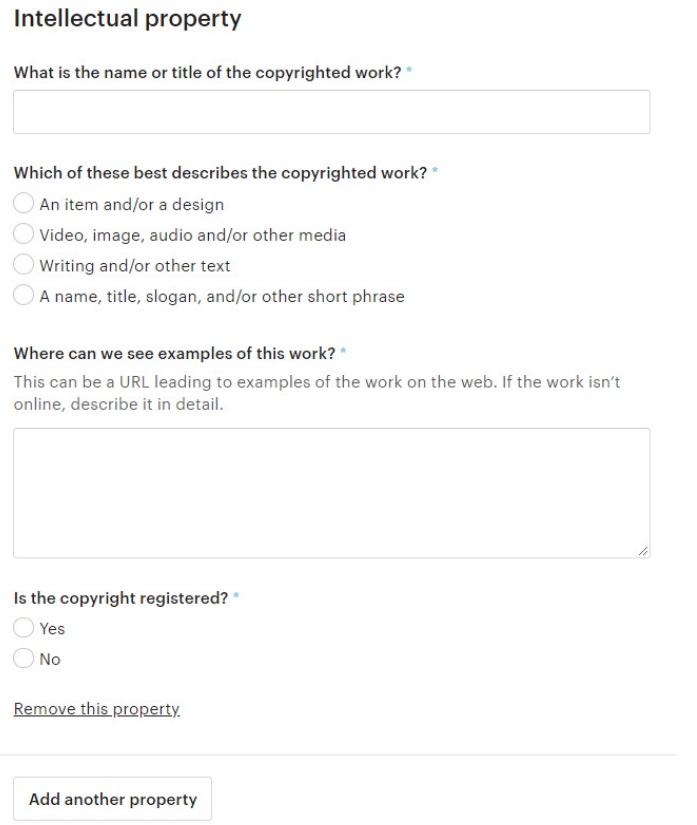 Intellectual property
What is the name or title of the copyrighted work? *
Which of these best describes the copyrighted work? *
An item and/or a design
Video, image, audio and/or other media
Writing and/or other text
A name, title, slogan, and/or other short phrase
Where can we see examples of this work? *
This can be a URL leading to examples of the work on the web. If the work isn’t
online, describe it in detail.
Is the copyright registered? *
Yes
No
Remove this property
Add another property